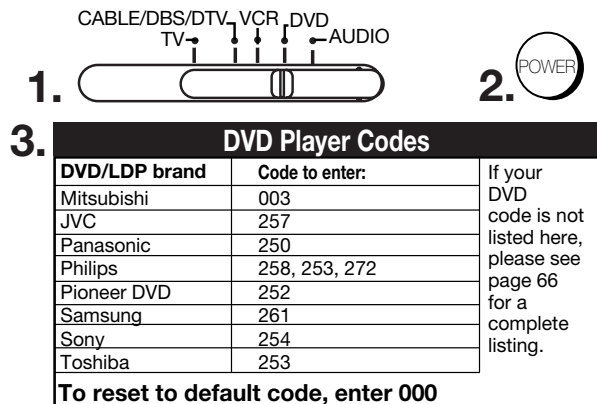 CABLE/DBS/DTV VCR DVD
TV AUDIO
1.
2. POWER
3. DVD Player Codes
DVD/LDP brand Code to enter:
Mitsubishi 003
JVC 257
Panasonic 250
Philips 258, 253, 272
Pioneer DVD 252
Samsung 261
Sony 254
Toshiba 253
If your
DVD
code is not
listed here,
please see
page 66
for a
complete
listing.
To reset to default code, enter 000